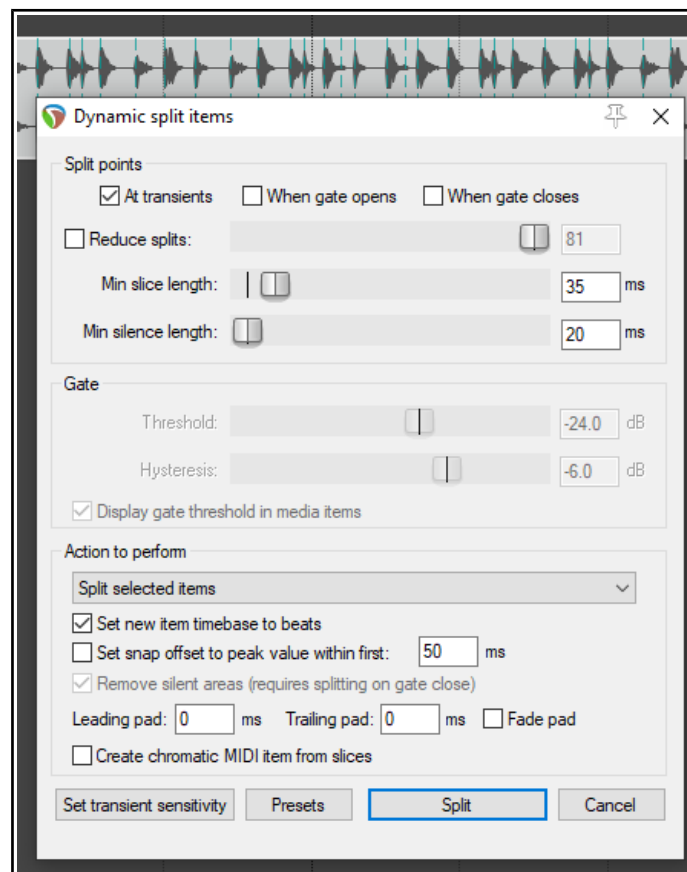 Dynamic split items
Split points
At transients When gate opens When gate closes
Reduce splits: 81
Min slice length: 35 ms
Min silence length: 20 ms
Gate
Threshold: -24.0 dB
Hysteresis: -6.0 dB
Display gate threshold in media items
Action to perform
Split selected items
Set new item timebase to beats
Set snap offset to peak value within first: 50 ms
Remove silent areas (requires splitting on gate close)
Leading pad: 0 ms Trailing pad: 0 ms Fade pad
Create chromatic MIDI item from slices
Set transient sensitivity Presets Split Cancel